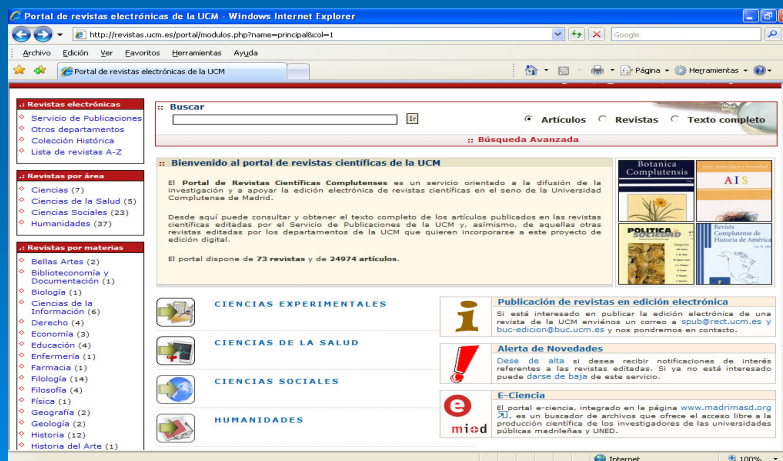 Portal de revistas electrónicas de la UCM - Windows Internet Explorer
http://revistas.ucm.es/portal/modulos.php?name=principal&col=1
Google
Archivo Edición Ver Favoritos Herramientas Ayuda
Portal de revistas electrónicas de la UCM
Página Herramientas
.: Revistas electrónicas
Servicio de Publicaciones
Otros departamentos
Colección Histórica
Lista de revistas A-Z
.: Revistas por área
Ciencias (7)
Ciencias de la Salud (5)
Ciencias Sociales (23)
Humanidades (37)
.: Revistas por materias
Bellas Artes (2)
Biblioteconomía y
Documentación (1)
Biología (1)
Ciencias de la
Información (6)
Derecho (4)
Economía (3)
Educación (4)
Enfermería (1)
Farmacia (1)
Filología (14)
Filosofía (4)
Física (1)
Geografía (2)
Geología (2)
Historia (12)
Historia del Arte (1)
:: Buscar
Ir
Artículos Revistas Texto completo
:: Búsqueda Avanzada
:: Bienvenido al portal de revistas científicas de la UCM
El Portal de Revistas Científicas Complutenses es un servicio orientado a la difusión de la
investigación y a apoyar la edición electrónica de revistas científicas en el seno de la Universidad
Complutense de Madrid.
Desde aquí puede consultar y obtener el texto completo de los artículos publicados en las revistas
científicas editadas por el Servicio de Publicaciones de la UCM y, asímismo, de aquellas otras
revistas editadas por los departamentos de la UCM que quieren incorporarse a este proyecto de
edición digital.
El portal dispone de 73 revistas y de 24974 artículos.
Botanica
Complutensis
AIS
POLITICA
SOCIEDAD
Revista
Complutense de
Historia de América
CIENCIAS EXPERIMENTALES
CIENCIAS DE LA SALUD
CIENCIAS SOCIALES
HUMANIDADES
Publicación de revistas en edición electrónica
Si está interesado en publicar la edición electrónica de una
revista de la UCM envíenos un correo a spub@rect.ucm.es y
buc-edicion@buc.ucm.es y nos pondremos en contacto.
Alerta de Novedades
Dese de alta si desea recibir notificaciones de interés
referentes a las revistas editadas. Si ya no está interesado
puede darse de baja de este servicio.
e
mi+d
E-Ciencia
El portal e-ciencia, integrado en la página www.madrimasd.org
, es un buscador de archivos que ofrece el acceso libre a la
producción científica de los investigadores de las universidades
públicas madrileñas y UNED.
Internet 100%